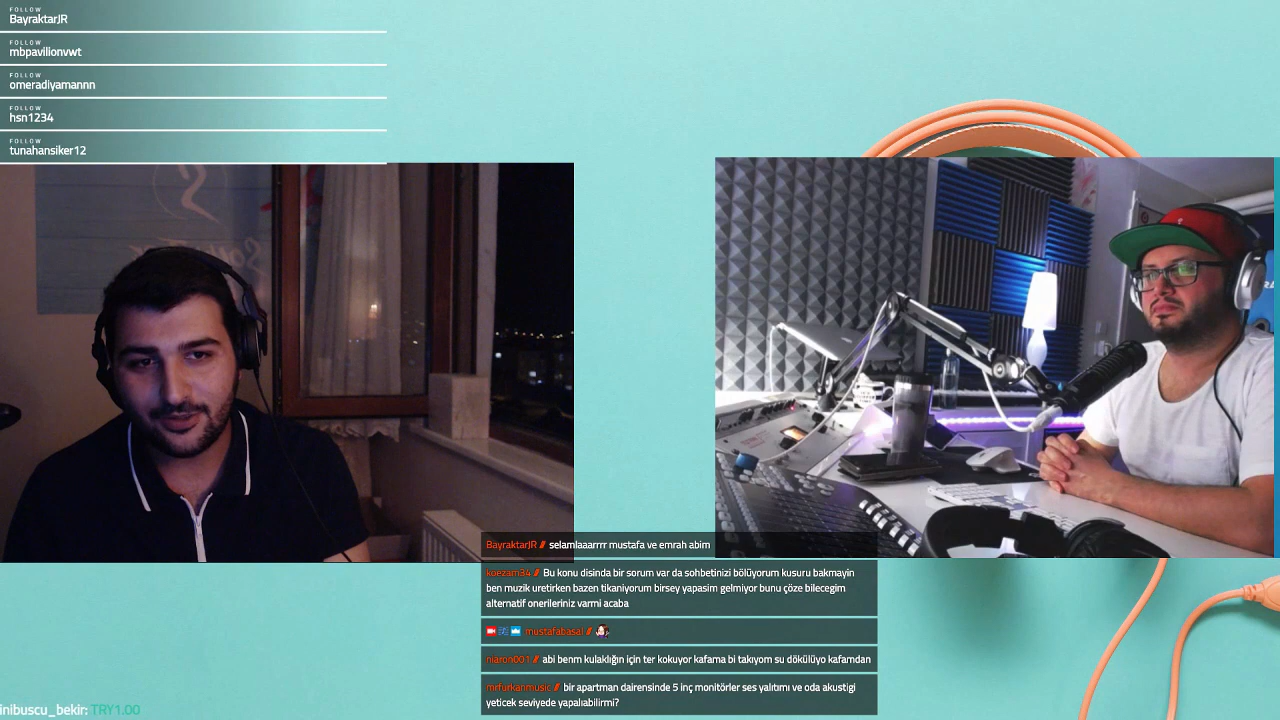 FOLLOW
BayraktarJR
FOLLOW
mbpavilionvwt
FOLLOW
omeradiyamannn
FOLLOW
hsn1234
FOLLOW
tunahansiker12
BayraktarJR // selamlaaarrrr mustafa ve emrah abim
koezam34 // Bu konu disinda bir sorum var da sohbetinizi bölüyorum kusuru bakmayin
ben muzik uretirken bazen tikaniyorum birsey yapasim gelmiyor bunu çöze bilecegim
alternatif onerileriniz varmi acaba
mustafabasal //
niaron001 // abi benm kulaklığın için ter kokuyor kafama bi takıyom su dökülüyo kafamdan
mrfurkanmusic // bir apartman dairensinde 5 inç monitörler ses yalıtımı ve oda akustigi
yeticek seviyede yapalıabilirmi?
inibuscu_bekir: TRY1.00